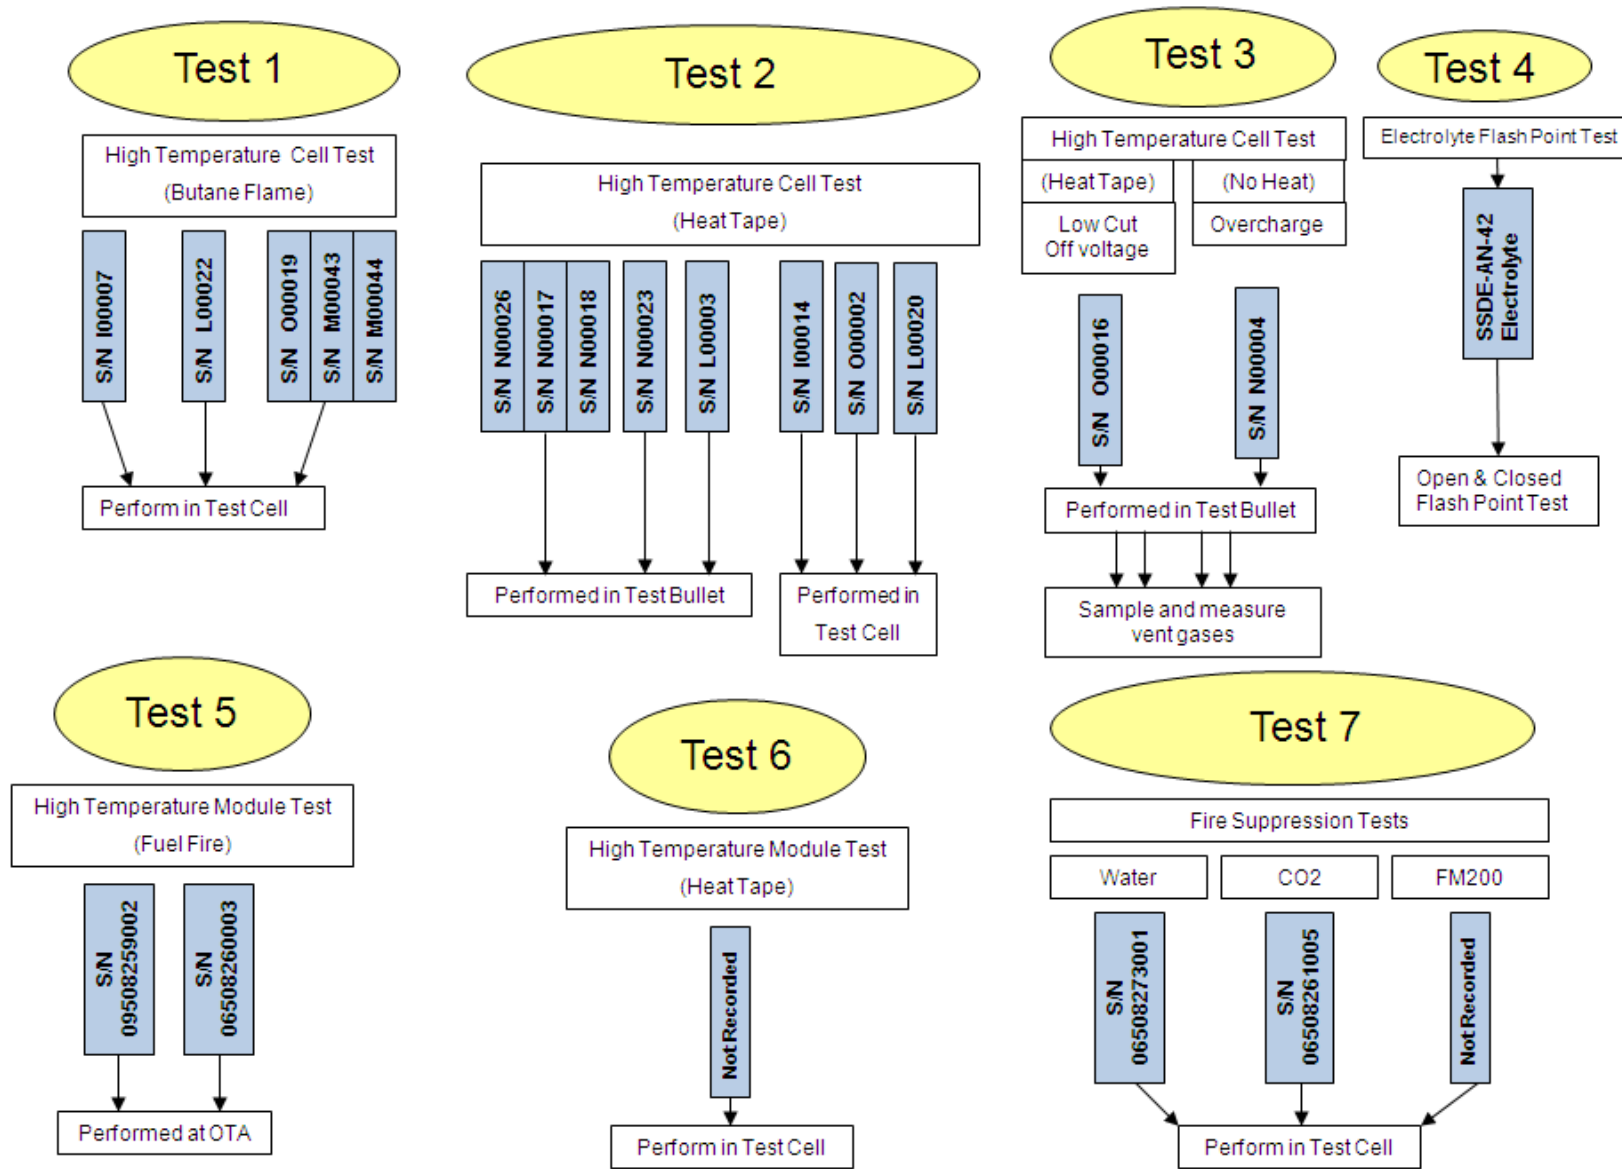 Test 1
High Temperature Cell Test
(Butane Flame)
S/N I00007
S/N L00022
S/N O00019
S/N M00043
S/N M00044
Perform in Test Cell
Test 2
High Temperature Cell Test
(Heat Tape)
S/N N00026
S/N N00017
S/N N00018
S/N N00023
S/N L00003
S/N I00014
S/N O00002
S/N L00020
Performed in Test Bullet
Performed in
Test Cell
Test 3
High Temperature Cell Test
(Heat Tape)
(No Heat)
Low Cut
Off voltage
Overcharge
S/N O00016
S/N N00004
Performed in Test Bullet
Sample and measure
vent gases
Test 4
Electrolyte Flash Point Test
SSDE-AN-42
Electrolyte
Open & Closed
Flash Point Test
Test 5
High Temperature Module Test
(Fuel Fire)
S/N
09508259002
S/N
06508260003
Performed at OTA
Test 6
High Temperature Module Test
(Heat Tape)
Not Recorded
Perform in Test Cell
Test 7
Fire Suppression Tests
Water
CO2
FM200
S/N
06508273001
S/N
06508261005
Not Recorded
Perform in Test Cell